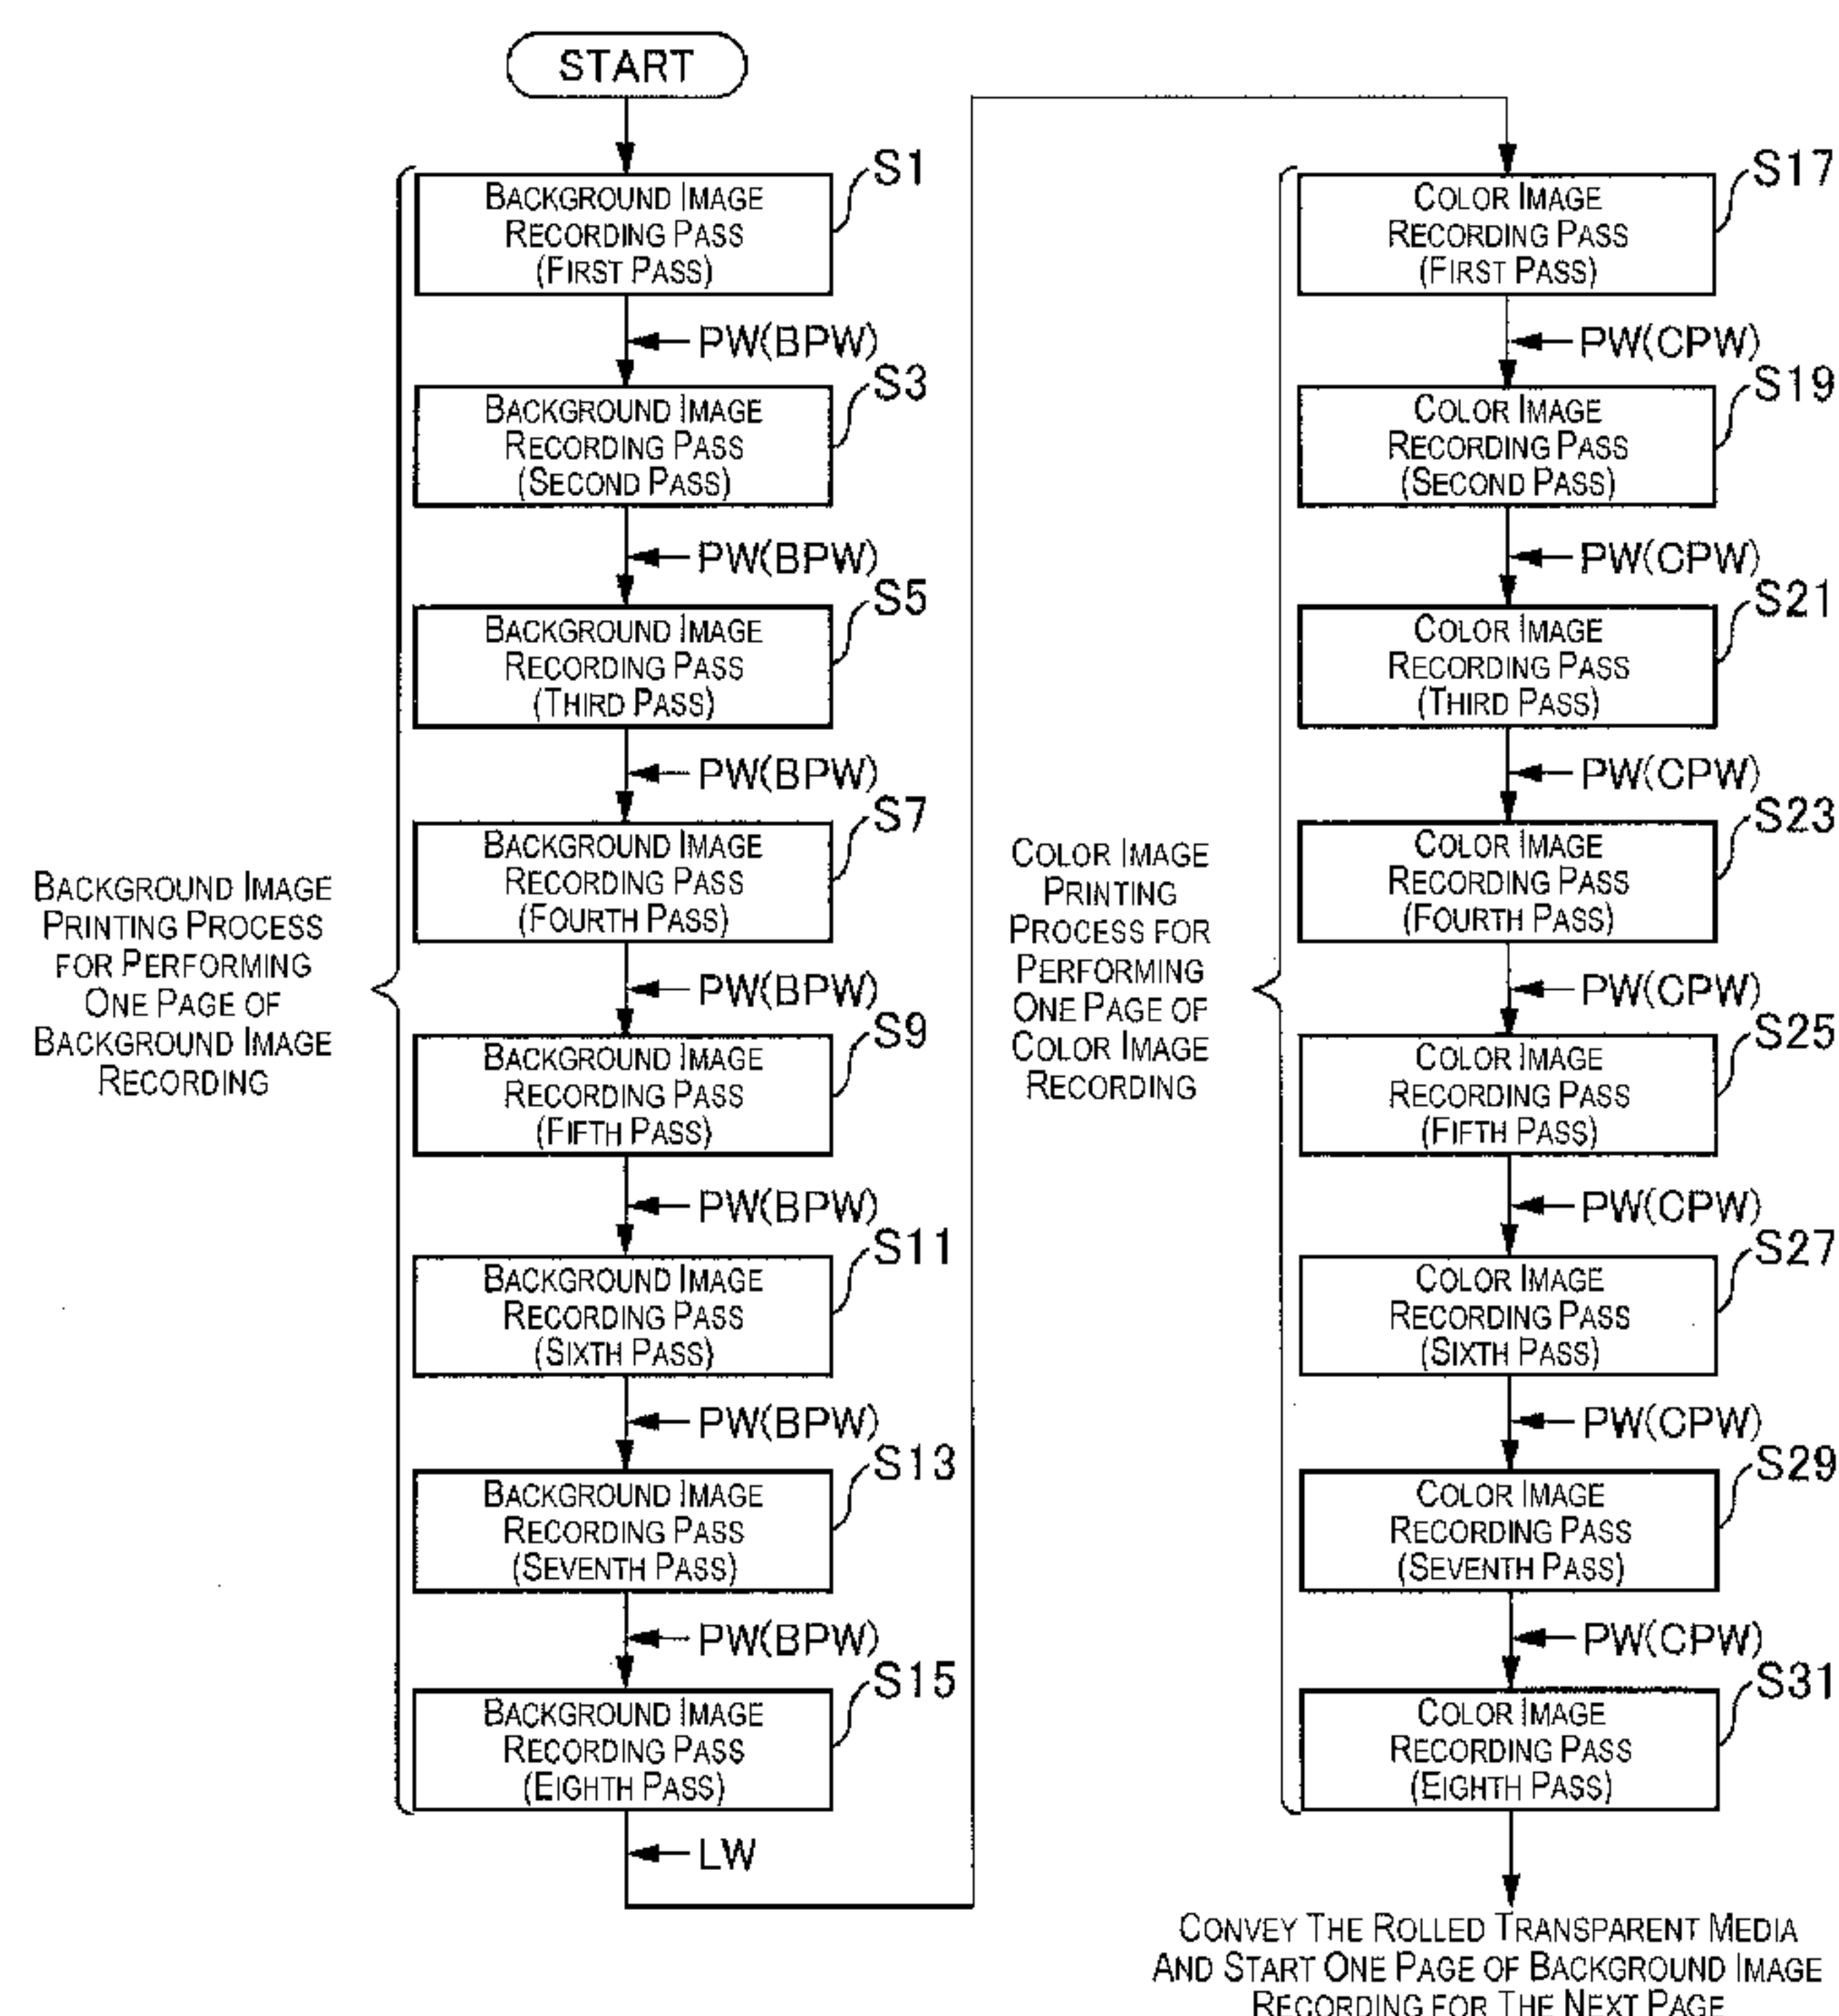 START
S1
BACKGROUND IMAGE
RECORDING PASS
(FIRST PASS)
PW(BPW)
S3
BACKGROUND IMAGE
RECORDING PASS
(SECOND PASS)
PW(BPW)
S5
BACKGROUND IMAGE
RECORDING PASS
(THIRD PASS)
PW(BPW)
S7
BACKGROUND IMAGE
RECORDING PASS
(FOURTH PASS)
BACKGROUND IMAGE
PRINTING PROCESS
FOR PERFORMING
ONE PAGE OF
BACKGROUND IMAGE
RECORDING
PW(BPW)
S9
BACKGROUND IMAGE
RECORDING PASS
(FIFTH PASS)
PW(BPW)
S11
BACKGROUND IMAGE
RECORDING PASS
(SIXTH PASS)
PW(BPW)
S13
BACKGROUND IMAGE
RECORDING PASS
(SEVENTH PASS)
PW(BPW)
S15
BACKGROUND IMAGE
RECORDING PASS
(EIGHTH PASS)
LW
S17
COLOR IMAGE
RECORDING PASS
(FIRST PASS)
PW(CPW)
S19
COLOR IMAGE
RECORDING PASS
(SECOND PASS)
PW(CPW)
S21
COLOR IMAGE
RECORDING PASS
(THIRD PASS)
PW(CPW)
S23
COLOR IMAGE
RECORDING PASS
(FOURTH PASS)
COLOR IMAGE
PRINTING
PROCESS FOR
PERFORMING
ONE PAGE OF
COLOR IMAGE
RECORDING
PW(CPW)
S25
COLOR IMAGE
RECORDING PASS
(FIFTH PASS)
PW(CPW)
S27
COLOR IMAGE
RECORDING PASS
(SIXTH PASS)
PW(CPW)
S29
COLOR IMAGE
RECORDING PASS
(SEVENTH PASS)
PW(CPW)
S31
COLOR IMAGE
RECORDING PASS
(EIGHTH PASS)
CONVEY THE ROLLED TRANSPARENT MEDIA
AND START ONE PAGE OF BACKGROUND IMAGE
RECORDING FOR THE NEXT PAGE